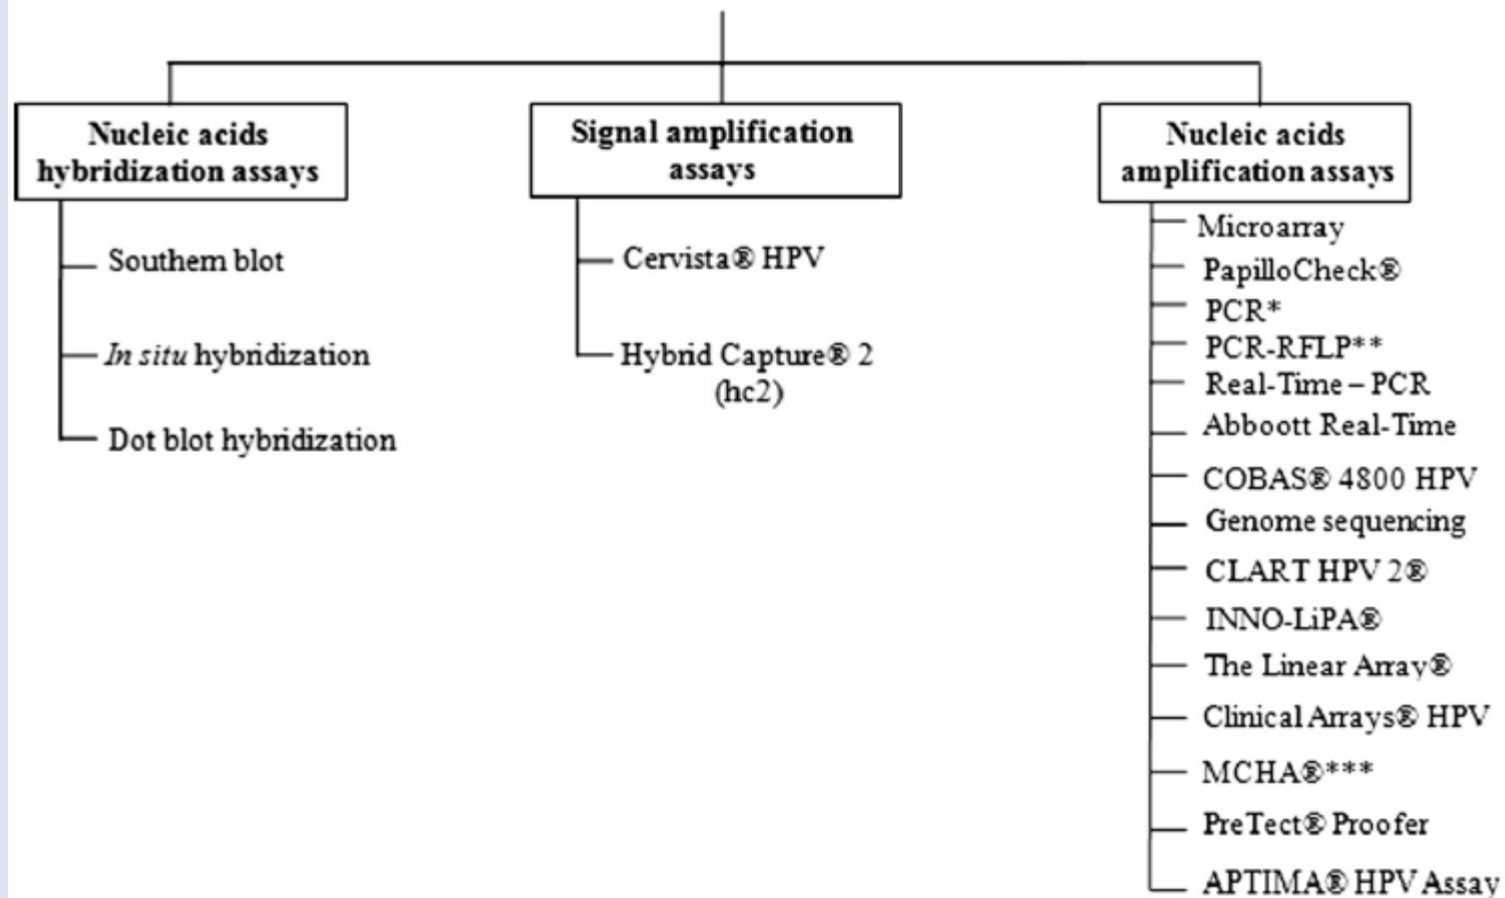 Nucleic acids
hybridization assays
Southem blot
In situ hybridization
Dot blot hybridization
Signal amplification
assays
Cervista® HPV
Hybrid Capture® 2
(hc2)
Nucleic acids
amplification assays
Microarray
PapilloCheck®
PCR*
PCR-RFLP**
Real-Time – PCR
Abboott Real-Time
COBAS® 4800 HPV
Genome sequencing
CLART HPV 2®
INNO-LiPA®
The Linear Array®
Clinical Arrays® HPV
MCHA®***
PreTect® Proofer
APTIMA® HPV Assay